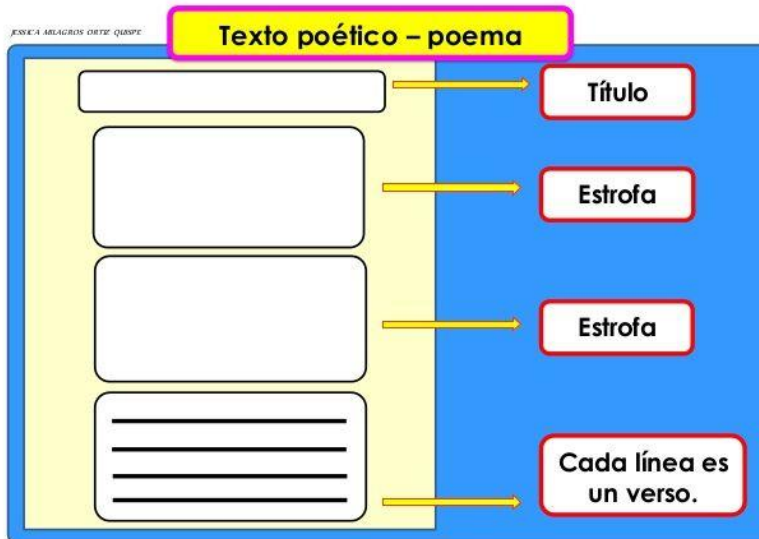 JESSICA MILAGROS ORTIZ QUISPE
Texto poético – poema
Título
Estrofa
Estrofa
Cada línea es
un verso.